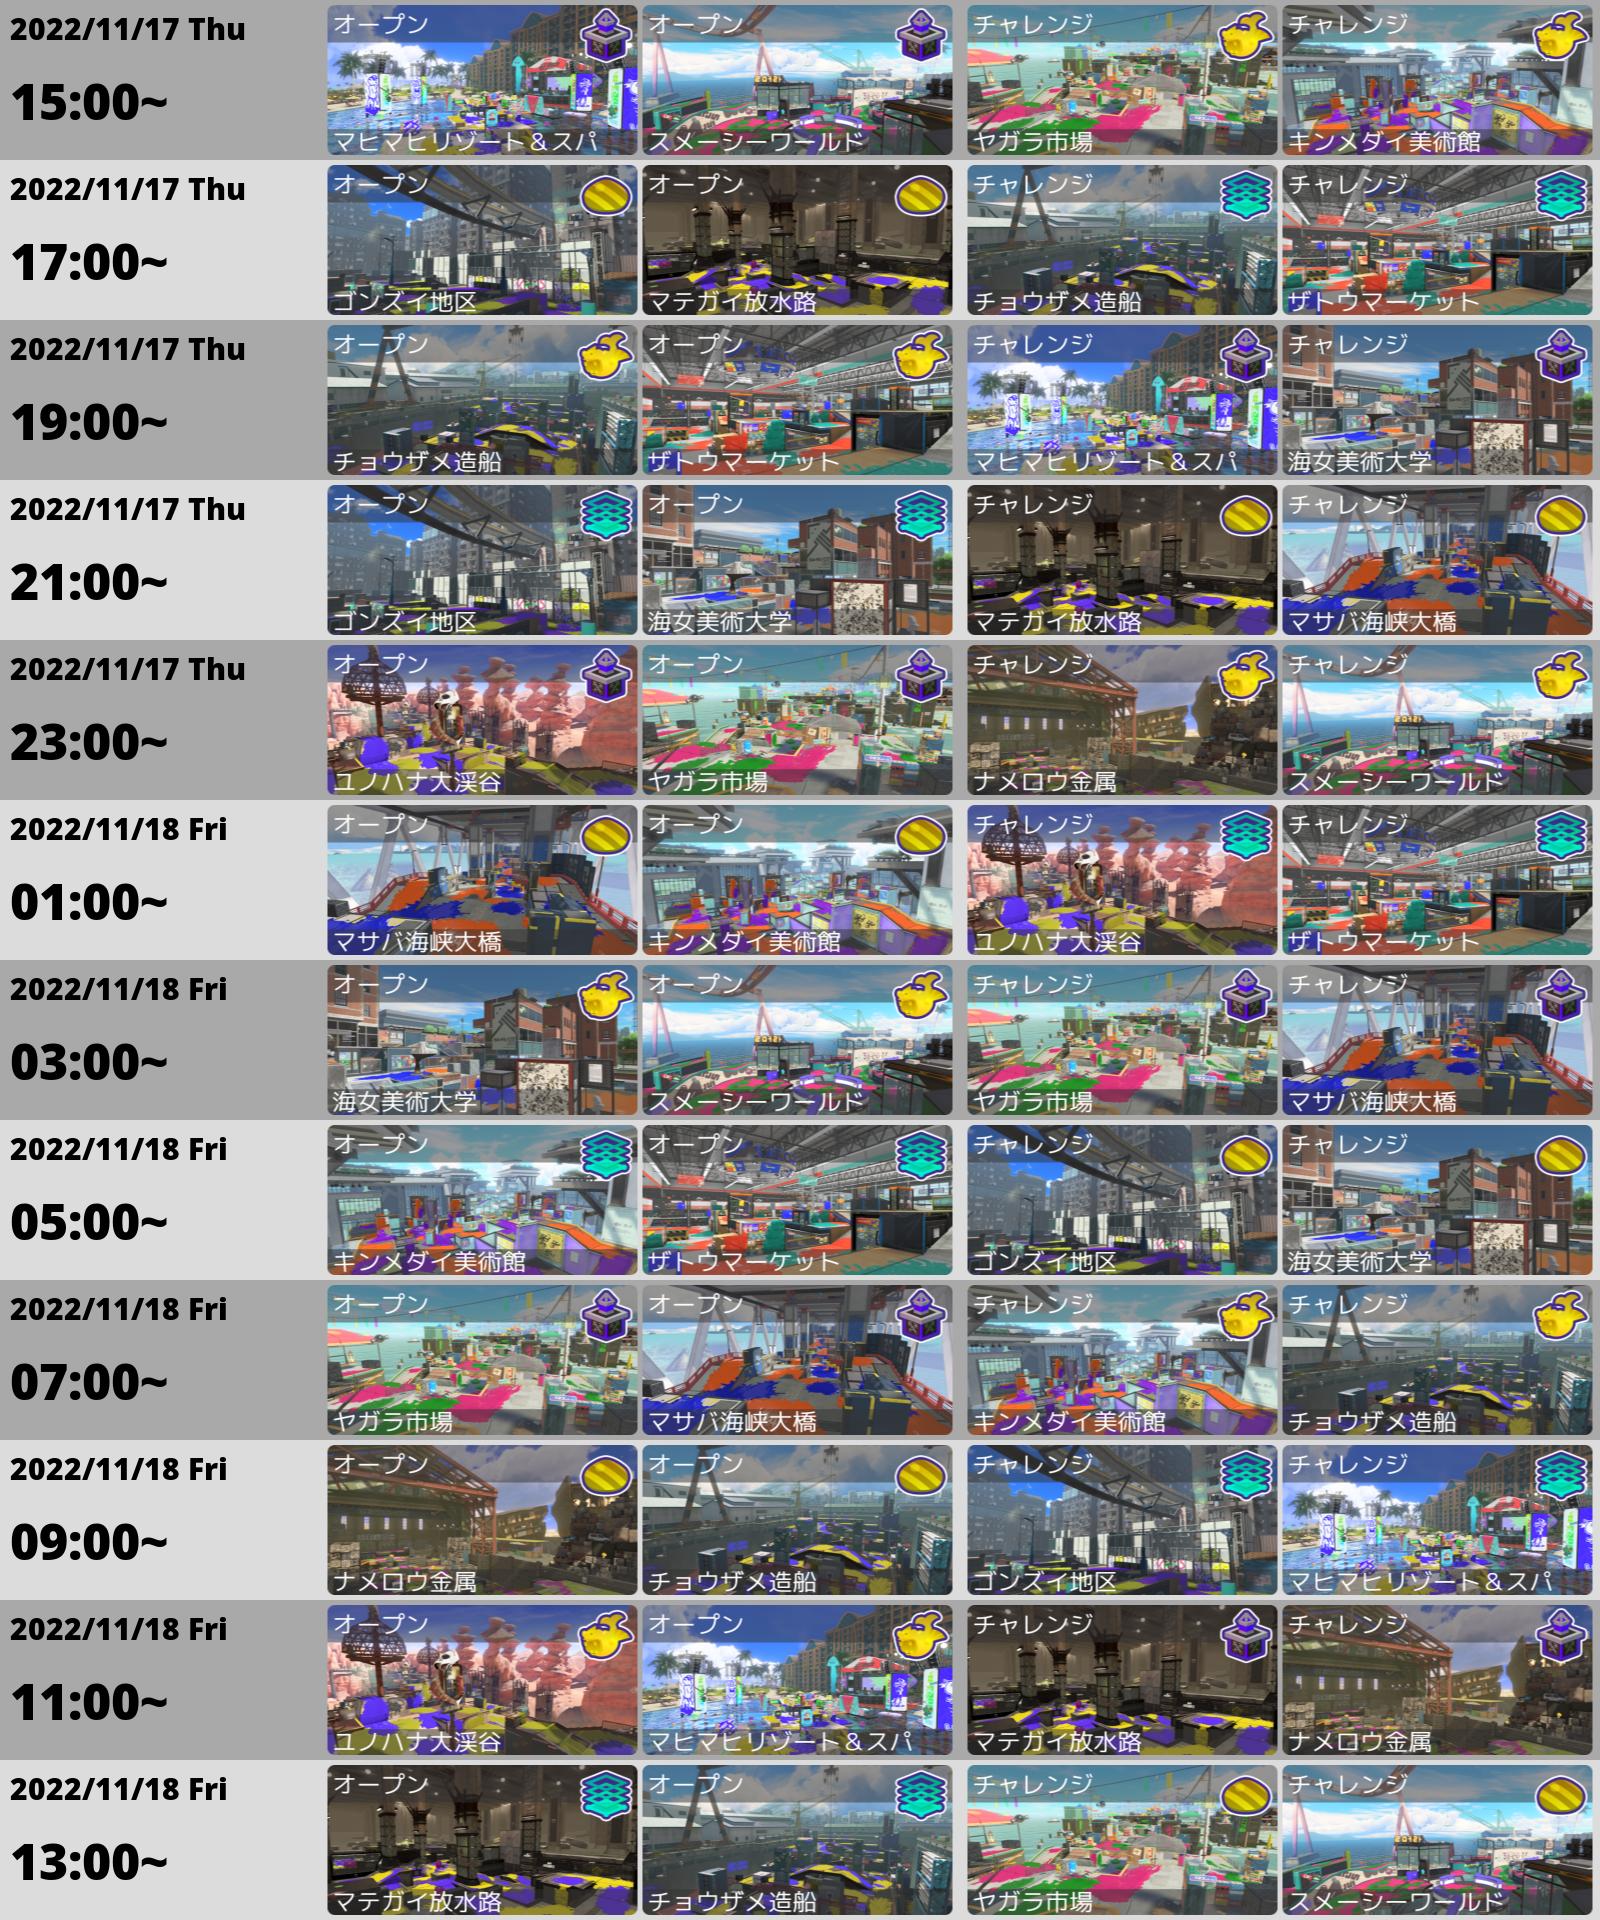 2022/11/17 Thu
15:00~
オープン
マヒマヒリゾート＆スパ
オープン
スメーシーワールド
チャレンジ
ヤガラ市場
チャレンジ
キンメダイ美術館
2022/11/17 Thu
17:00~
オープン
ゴンズイ地区
オープン
マテガイ放水路
チャレンジ
チョウザメ造船
チャレンジ
ザトウマーケット
2022/11/17 Thu
19:00~
オープン
チョウザメ造船
オープン
ザトウマーケット
チャレンジ
マヒマヒリゾート＆スパ
チャレンジ
海女美術大学
2022/11/17 Thu
21:00~
オープン
ゴンズイ地区
オープン
海女美術大学
チャレンジ
マテガイ放水路
チャレンジ
マサバ海峡大橋
2022/11/17 Thu
23:00~
オープン
ユノハナ大渓谷
オープン
ヤガラ市場
チャレンジ
ナメロウ金属
チャレンジ
スメーシーワールド
2022/11/18 Fri
01:00~
オープン
マサバ海峡大橋
オープン
キンメダイ美術館
チャレンジ
ユノハナ大渓谷
チャレンジ
ザトウマーケット
2022/11/18 Fri
03:00~
オープン
海女美術大学
オープン
スメーシーワールド
チャレンジ
ヤガラ市場
チャレンジ
マサバ海峡大橋
2022/11/18 Fri
05:00~
オープン
キンメダイ美術館
オープン
ザトウマーケット
チャレンジ
ゴンズイ地区
チャレンジ
海女美術大学
2022/11/18 Fri
07:00~
オープン
ヤガラ市場
オープン
マサバ海峡大橋
チャレンジ
キンメダイ美術館
チャレンジ
チョウザメ造船
2022/11/18 Fri
09:00~
オープン
ナメロウ金属
オープン
チョウザメ造船
チャレンジ
ゴンズイ地区
チャレンジ
マヒマヒリゾート＆スパ
2022/11/18 Fri
11:00~
オープン
ユノハナ大渓谷
オープン
マヒマヒリゾート＆スパ
チャレンジ
マテガイ放水路
チャレンジ
ナメロウ金属
2022/11/18 Fri
13:00~
オープン
マテガイ放水路
オープン
チョウザメ造船
チャレンジ
ヤガラ市場
チャレンジ
スメーシーワールド